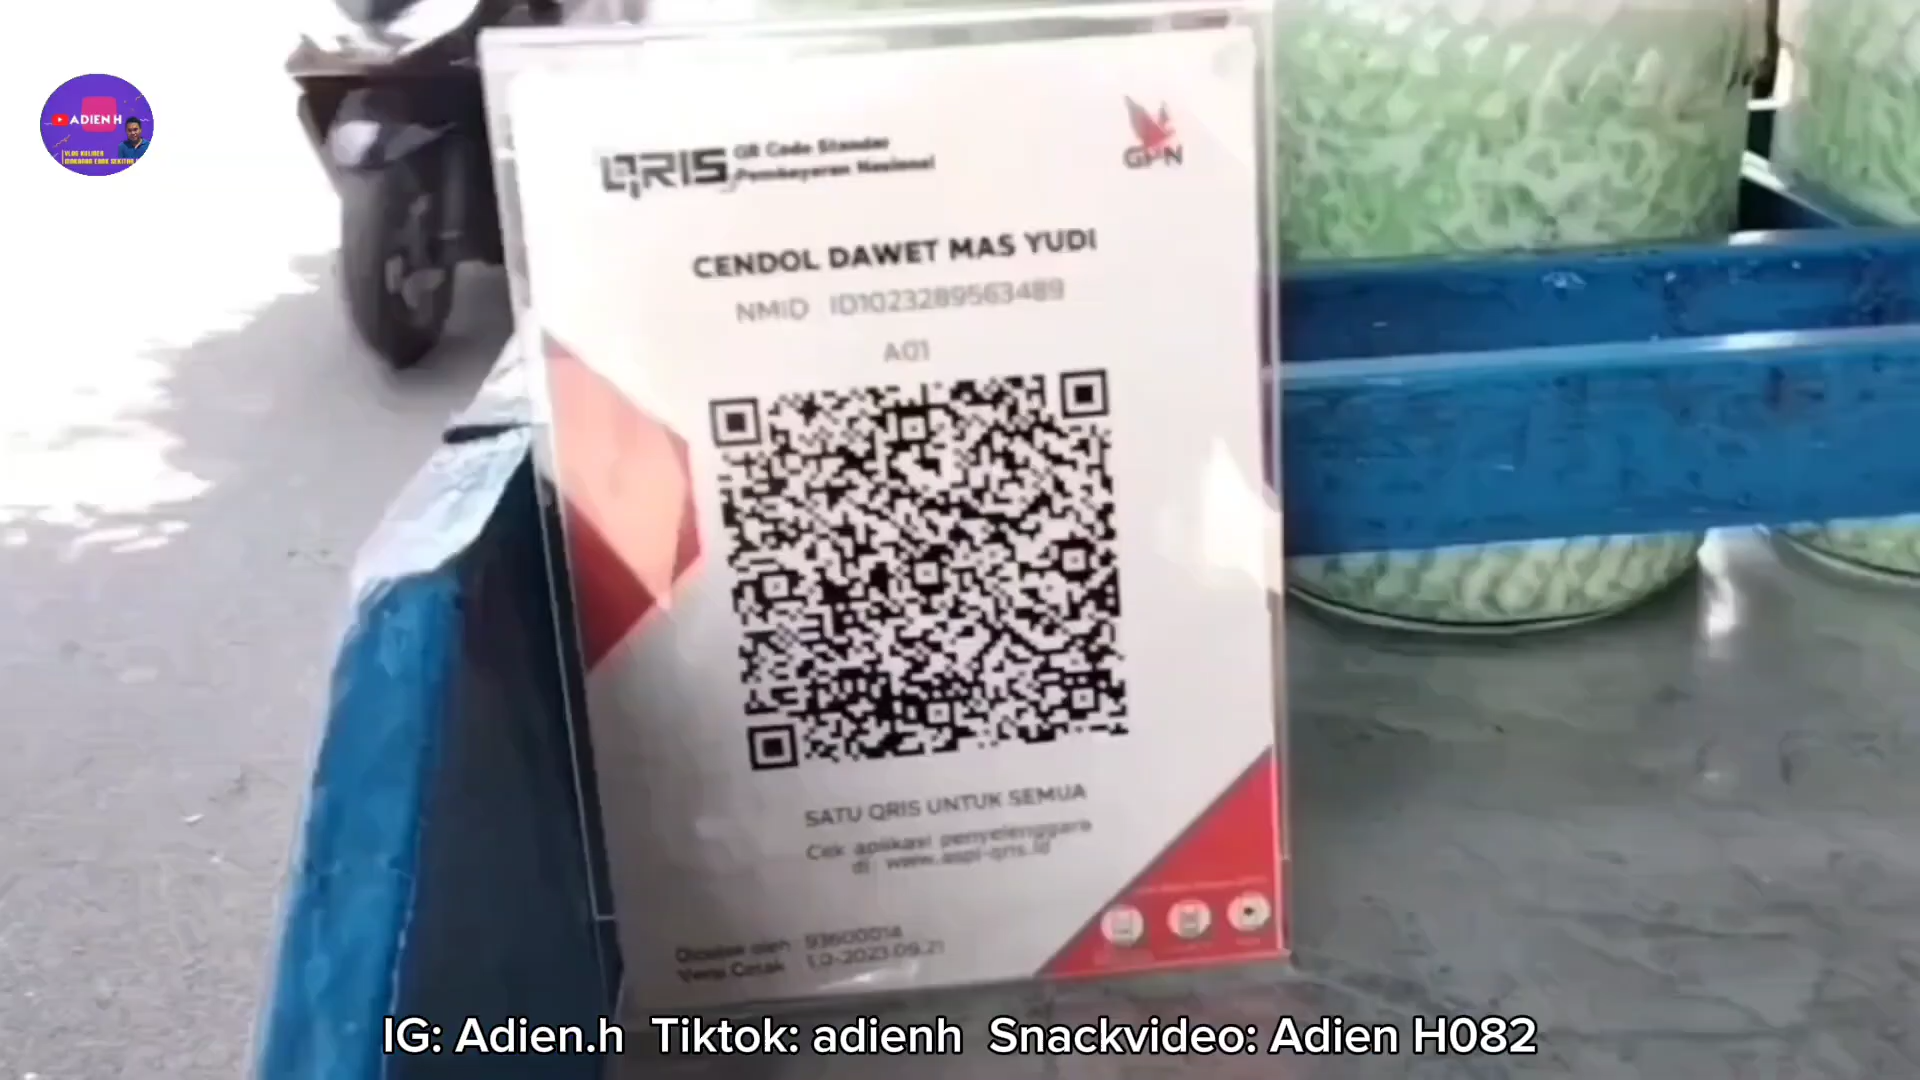 ADIEN H
QRIS QR Code Standar
Pembayaran Nasional
GPN
CENDOL DAWET MAS YUDI
NMID ID1023289563489
A01
SATU QRIS UNTUK SEMUA
Cek aplikasi penyelenggara
di www.aspi-qris.id
Dicetak oleh 93600014
Versi Cetak 1.0-2023.09.21
IG: Adien.h Tiktok: adienh Snackvideo: Adien H082